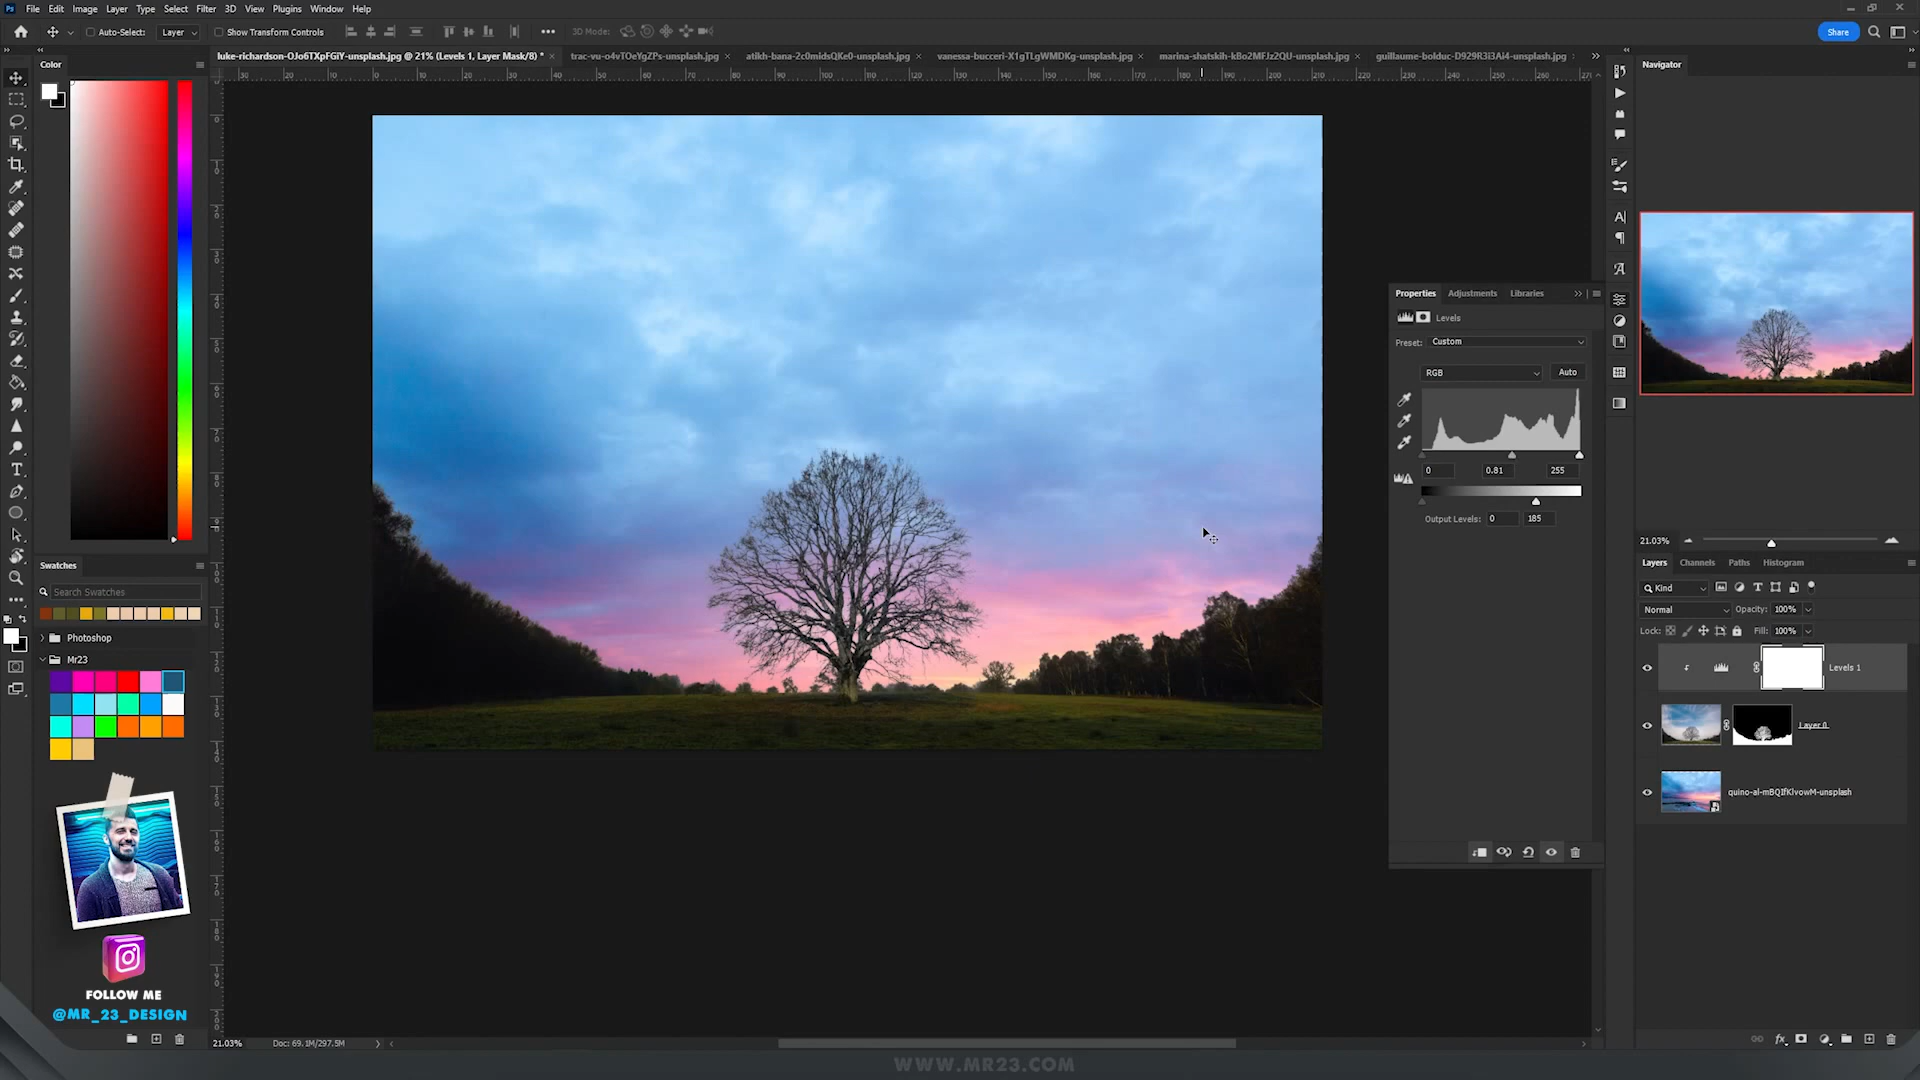 Ps File Edit Image Layer Type Select Filter 3D View Plugins Window Help
Auto-Select: Layer Show Transform Controls 3D Mode: Share
luke-richardson-OJo6TXpFGiY-unsplash.jpg @ 21% (Levels 1, Layer Mask/8) *
trac-vu-o4vTOeYgZPs-unsplash.jpg
atikh-bana-2c0midsQKe0-unsplash.jpg
vanessa-bucceri-X1gTLgWMDKg-unsplash.jpg
marina-shatskih-kBo2MFJz2QU-unsplash.jpg
guillaume-bolduc-D929R3I3Ai4-unsplash.jpg
Color
Navigator
Properties Adjustments Libraries
Levels
Preset: Custom
RGB Auto
0 0.81 255
Output Levels: 0 185
21.03%
Layers Channels Paths Histogram
Kind
Normal Opacity: 100%
Lock: Fill: 100%
Levels 1
Layer 0
quino-al-mBQIfKlvowM-unsplash
Swatches
Search Swatches
Photoshop
Mr23
FOLLOW ME
@MR_23_DESIGN
21.03% Doc: 69.1M/297.5M
WWW.MR23.COM